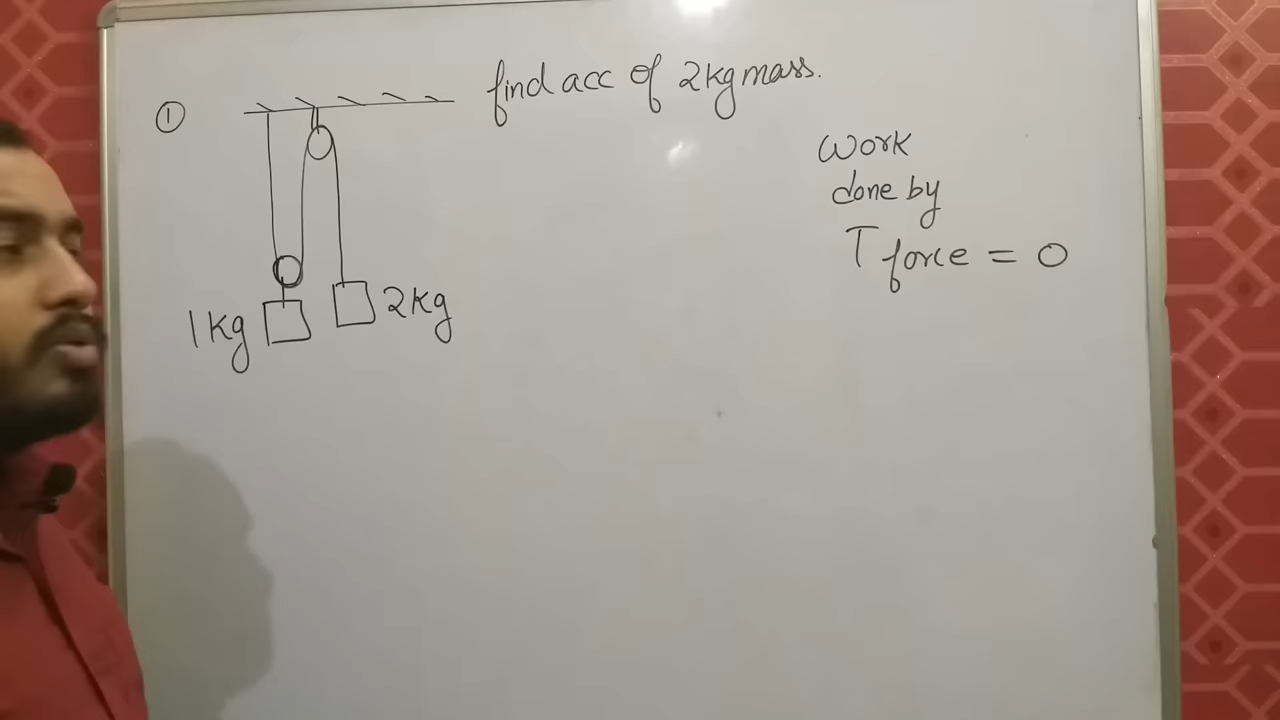 ① find acc of 2kg mass.
Work
done by
T force = 0
1kg 2kg